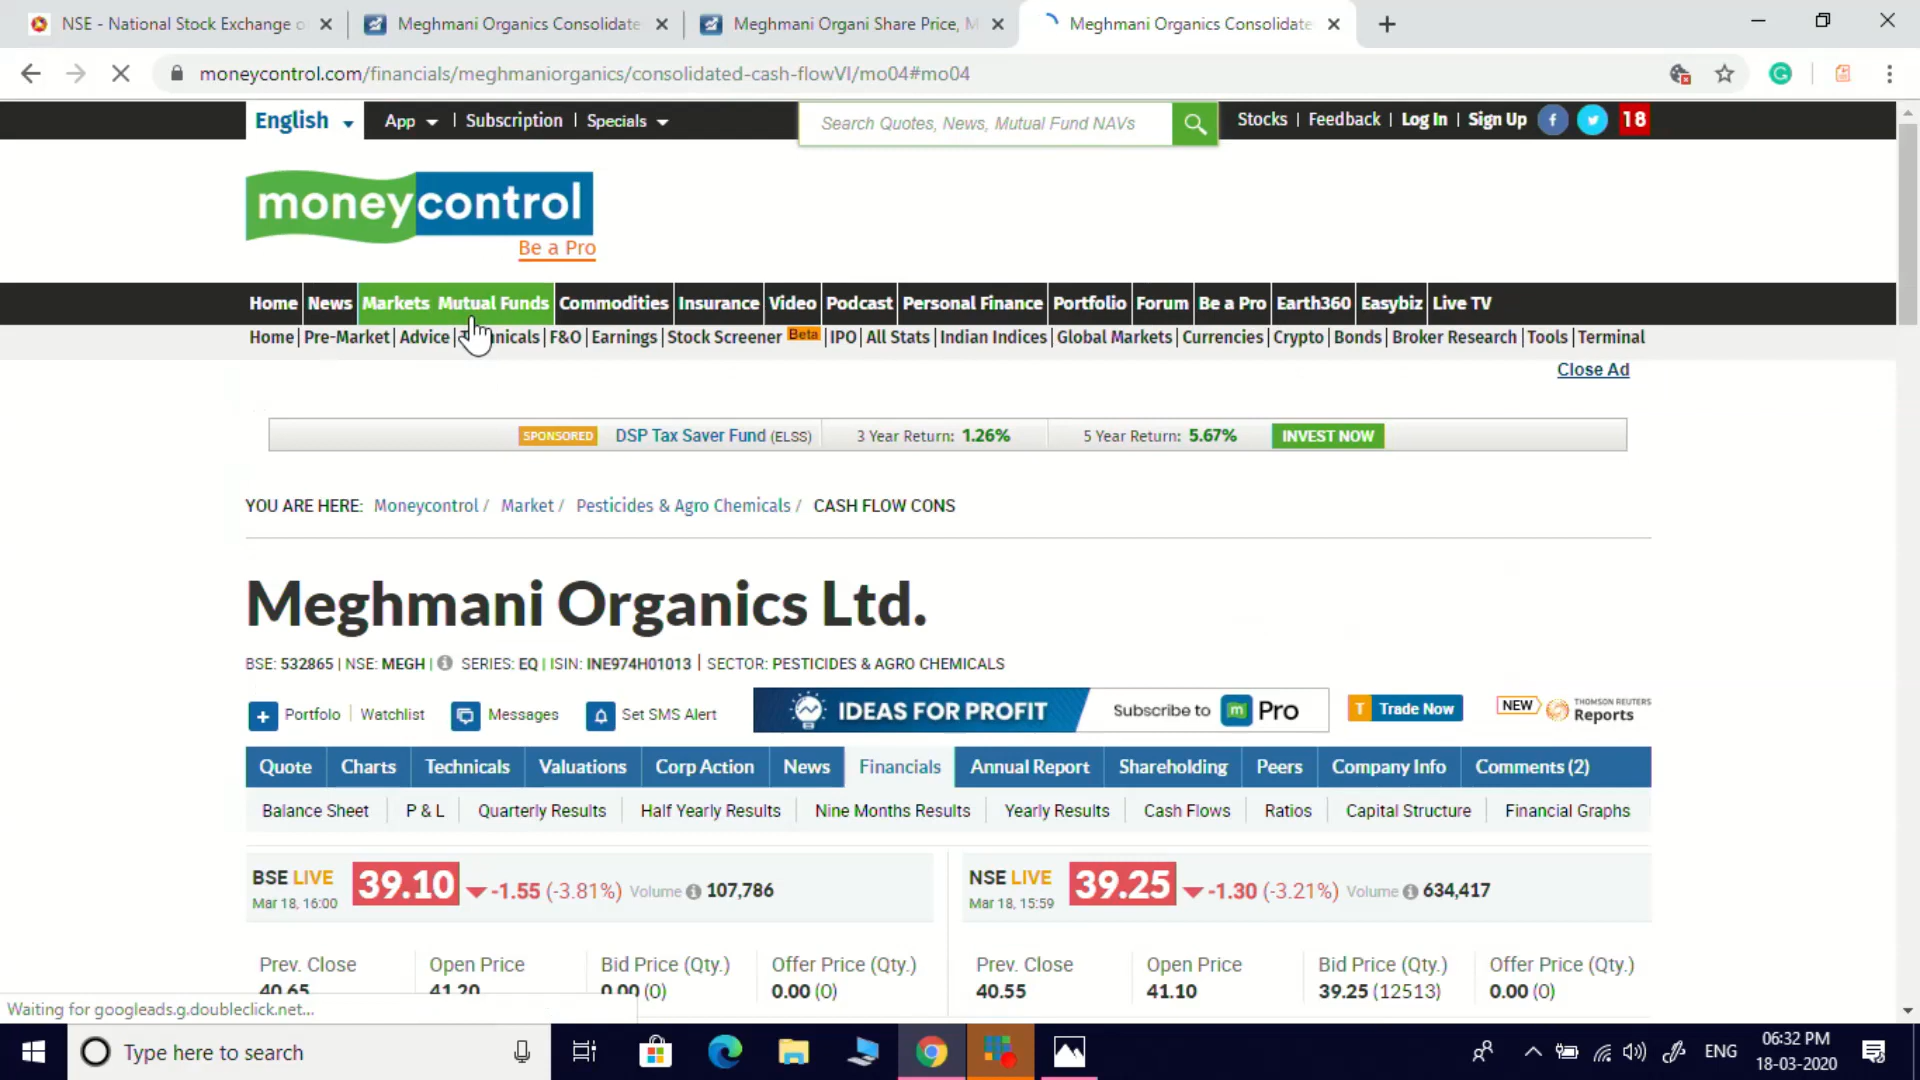 NSE - National Stock Exchange o
Meghmani Organics Consolidate
Meghmani Organi Share Price, M
Meghmani Organics Consolidate
moneycontrol.com/financials/meghmaniorganics/consolidated-cash-flowVI/mo04#mo04
English App | Subscription | Specials
Search Quotes, News, Mutual Fund NAVs
Stocks | Feedback | Log In | Sign Up 18
moneycontrol
Be a Pro
Home News Markets Mutual Funds Commodities Insurance Video Podcast Personal Finance Portfolio Forum Be a Pro Earth360 Easybiz Live TV
Home | Pre-Market | Advice | T nicals | F&O | Earnings | Stock Screener Beta | IPO | All Stats | Indian Indices | Global Markets | Currencies | Crypto | Bonds | Broker Research | Tools | Terminal
Close Ad
SPONSORED DSP Tax Saver Fund (ELSS) 3 Year Return: 1.26% 5 Year Return: 5.67% INVEST NOW
YOU ARE HERE: Moneycontrol / Market / Pesticides & Agro Chemicals / CASH FLOW CONS
Meghmani Organics Ltd.
BSE: 532865 | NSE: MEGH | SERIES: EQ | ISIN: INE974H01013 | SECTOR: PESTICIDES & AGRO CHEMICALS
Portfolo | Watchlist Messages Set SMS Alert
IDEAS FOR PROFIT Subscribe to m Pro
T Trade Now
NEW THOMSON REUTERS
Reports
Quote Charts Technicals Valuations Corp Action News Financials Annual Report Shareholding Peers Company Info Comments (2)
Balance Sheet P & L Quarterly Results Half Yearly Results Nine Months Results Yearly Results Cash Flows Ratios Capital Structure Financial Graphs
BSE LIVE 39.10 -1.55 (-3.81%) Volume 107,786
Mar 18, 16:00
NSE LIVE 39.25 -1.30 (-3.21%) Volume 634,417
Mar 18, 15:59
Prev. Close Open Price Bid Price (Qty.) Offer Price (Qty.)
40.65 41.20 0.00 (0) 0.00 (0)
Prev. Close Open Price Bid Price (Qty.) Offer Price (Qty.)
40.55 41.10 39.25 (12513) 0.00 (0)
Waiting for googleads.g.doubleclick.net...
Type here to search
ENG
06:32 PM
18-03-2020